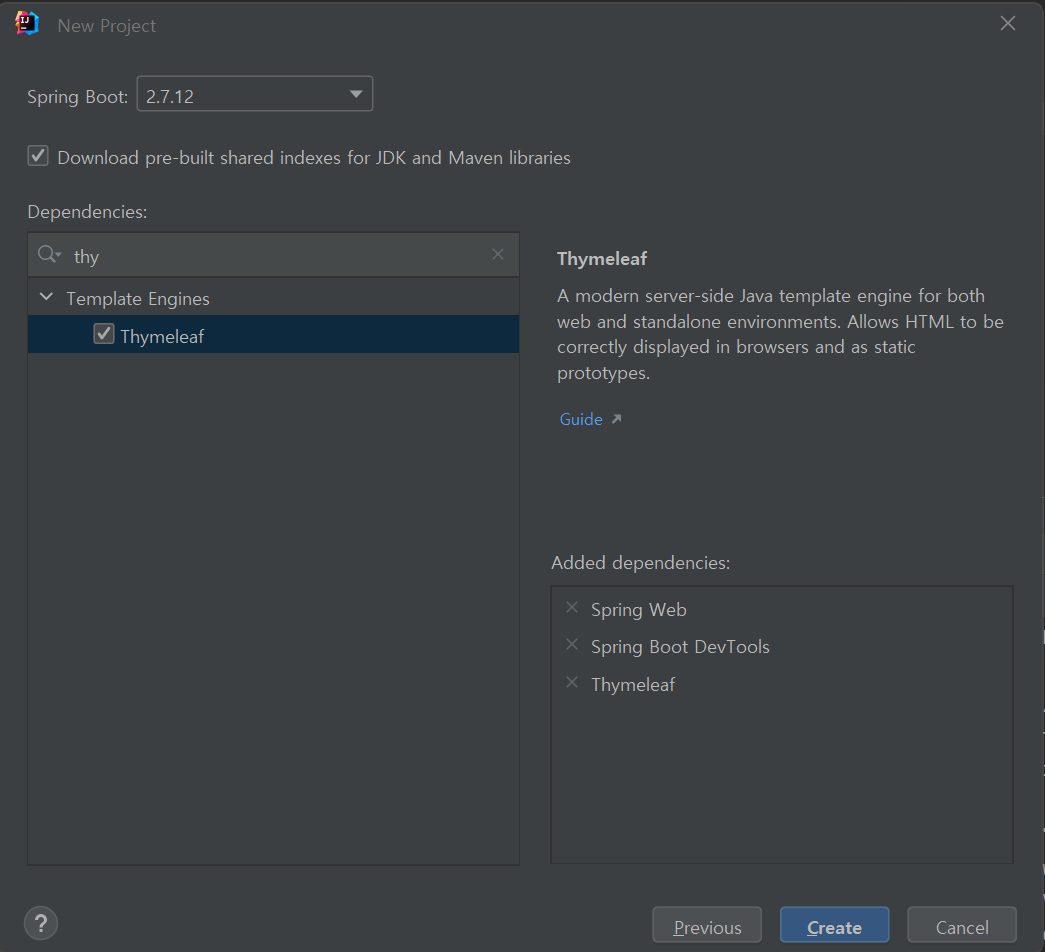 New Project
Spring Boot: 2.7.12
Download pre-built shared indexes for JDK and Maven libraries
Dependencies:
thy
Template Engines
Thymeleaf
Thymeleaf
A modern server-side Java template engine for both
web and standalone environments. Allows HTML to be
correctly displayed in browsers and as static
prototypes.
Guide
Added dependencies:
Spring Web
Spring Boot DevTools
Thymeleaf
?
Previous
Create
Cancel